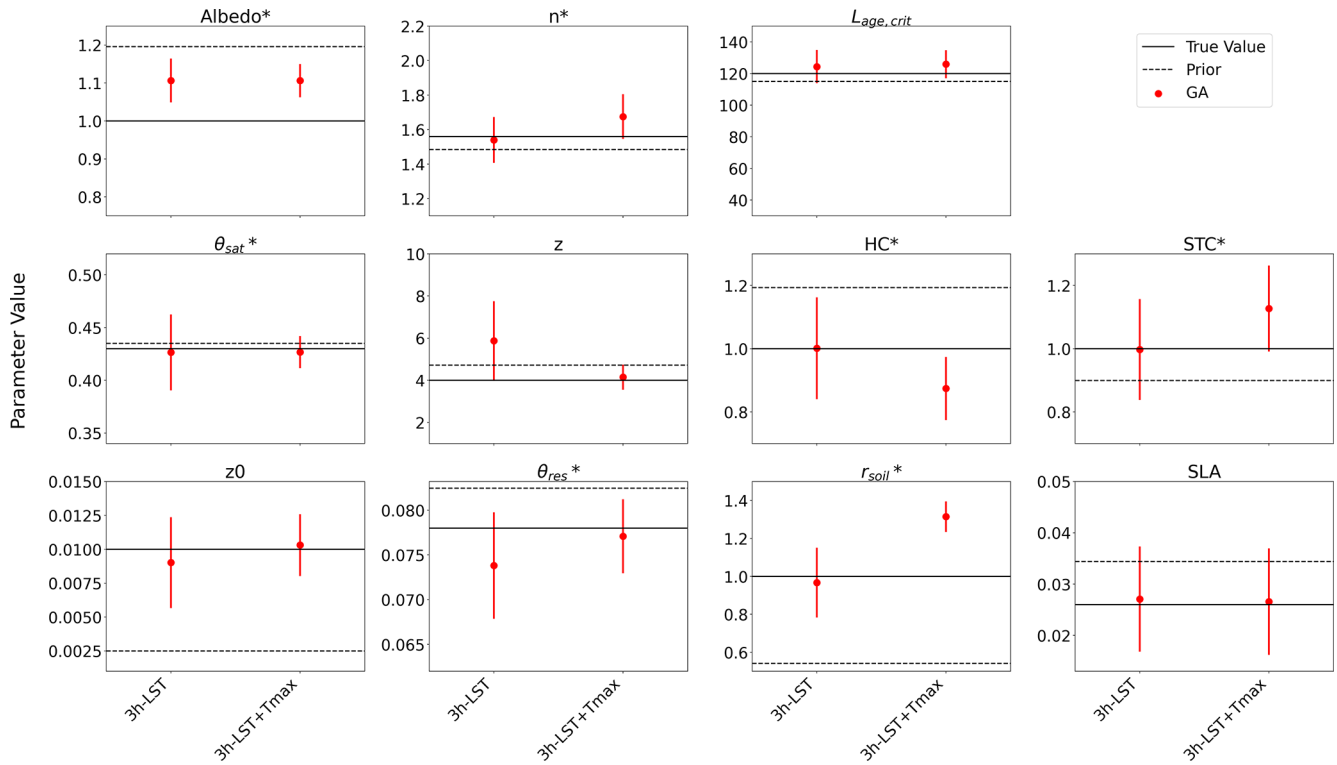 Albedo*
1.2
1.1
1.0
0.9
0.8
n*
2.2
2.0
1.8
1.6
1.4
1.2
L_age,crit
140
120
100
80
60
40
True Value
Prior
GA
Parameter Value
θ_sat *
0.50
0.45
0.40
0.35
z
10
8
6
4
2
HC*
1.2
1.0
0.8
STC*
1.2
1.0
0.8
z0
0.0150
0.0125
0.0100
0.0075
0.0050
0.0025
3h-LST
3h-LST+Tmax
θ_res *
0.080
0.075
0.070
0.065
3h-LST
3h-LST+Tmax
r_soil *
1.4
1.2
1.0
0.8
0.6
3h-LST
3h-LST+Tmax
SLA
0.05
0.04
0.03
0.02
3h-LST
3h-LST+Tmax